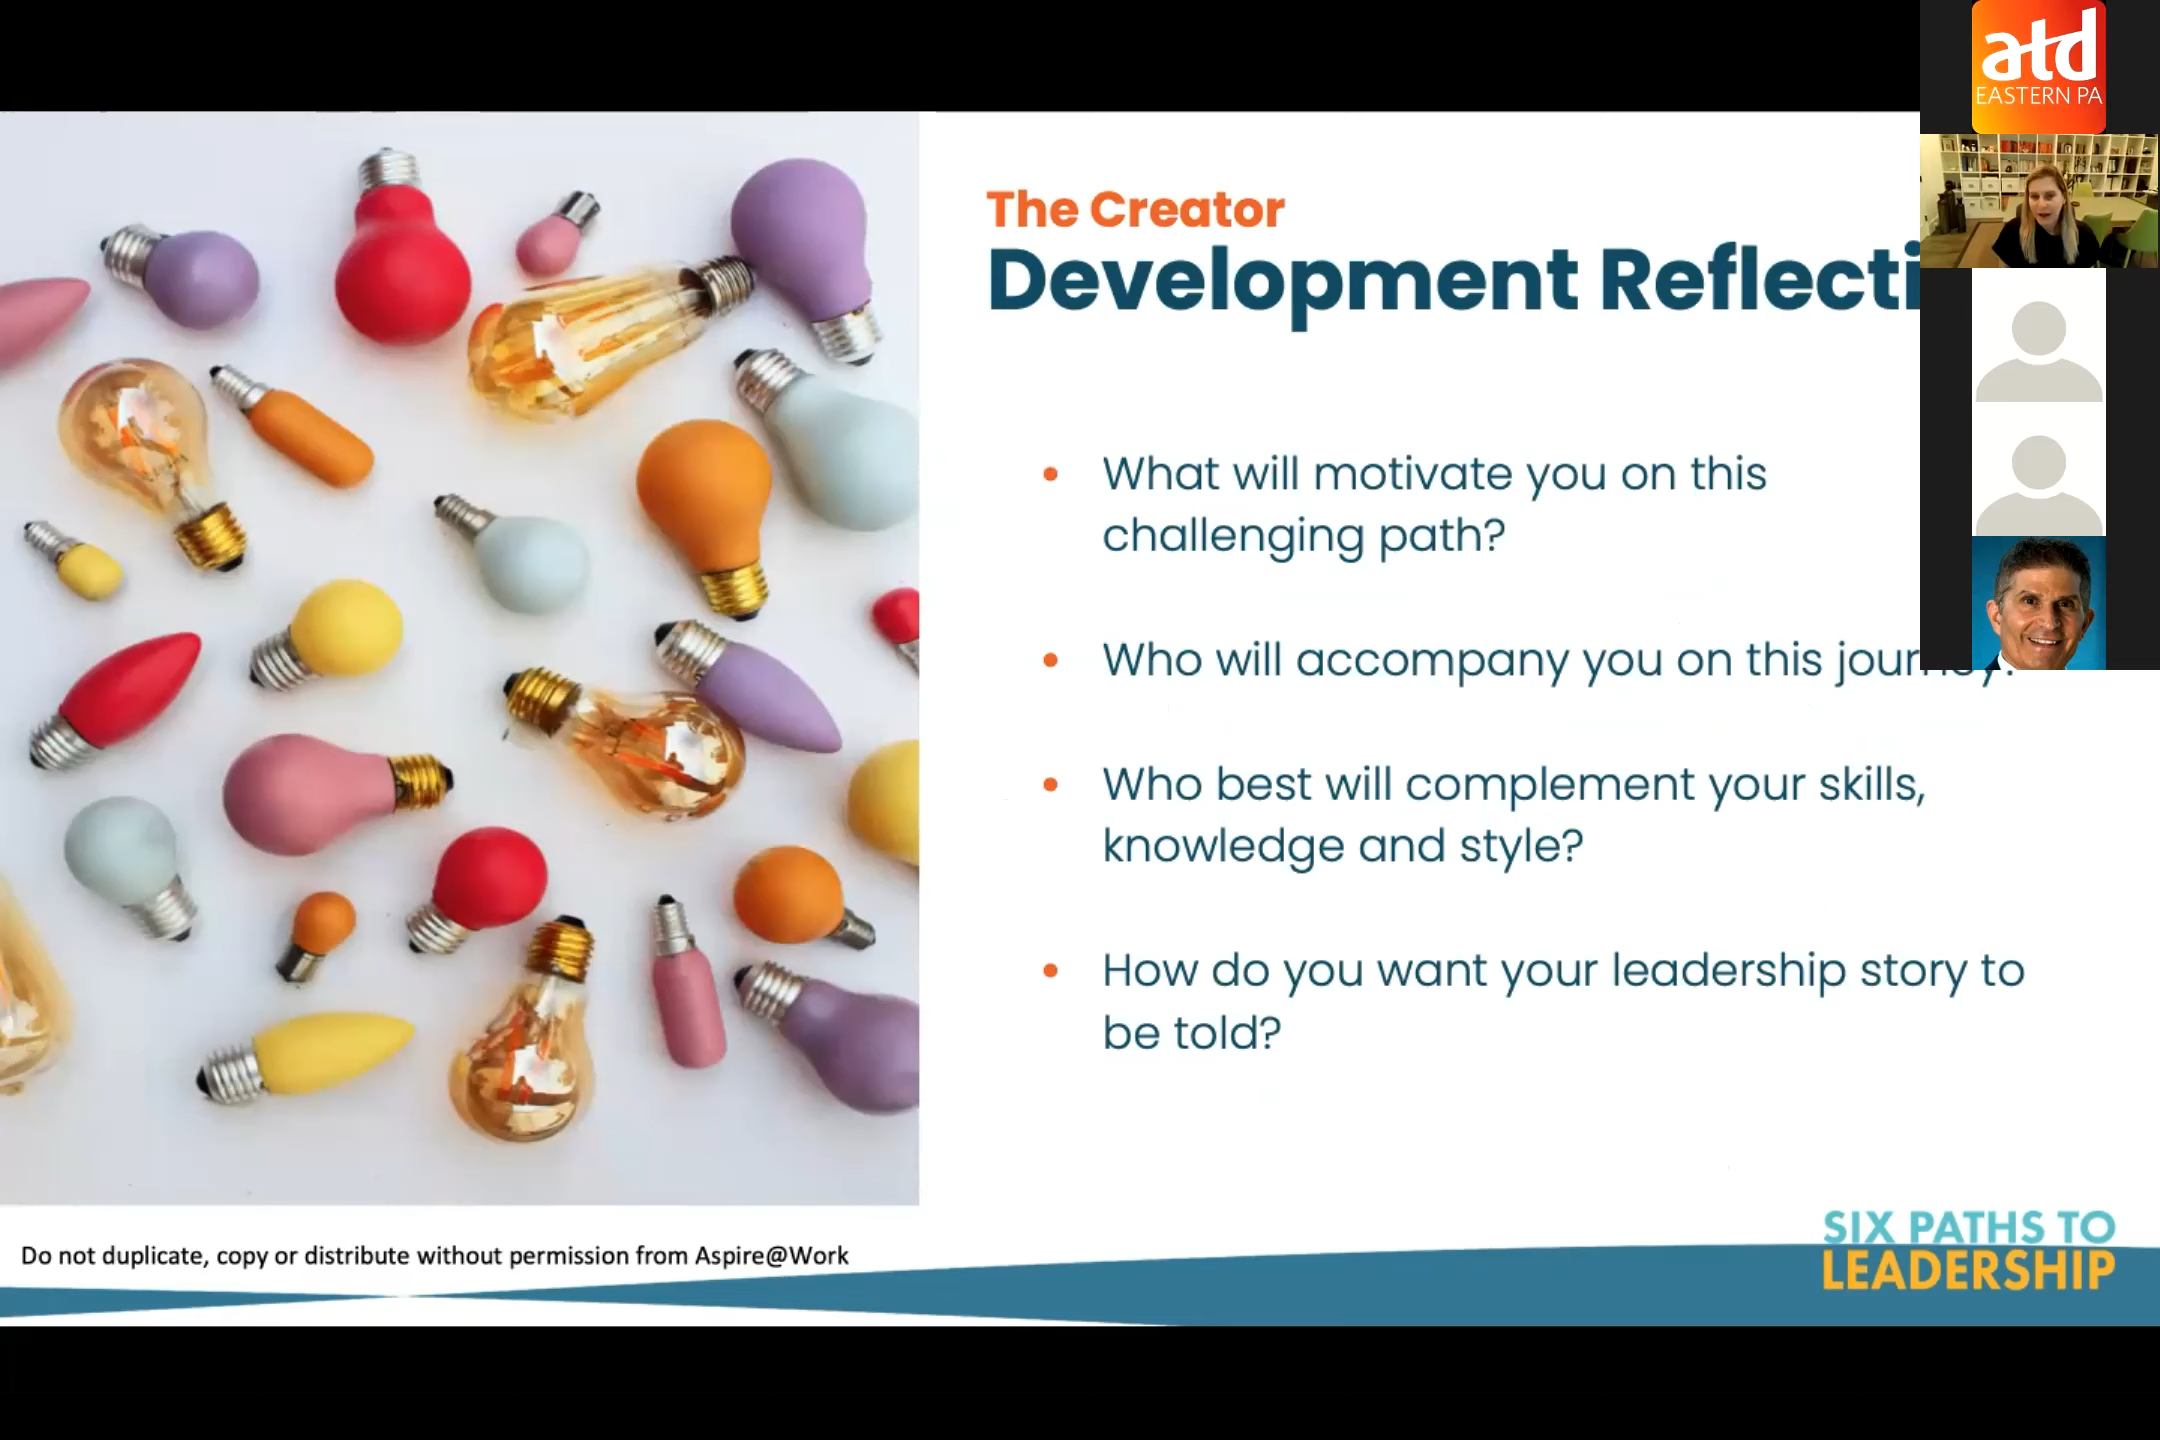 atd
EASTERN PA
The Creator
Development Reflecti
• What will motivate you on this
challenging path?
• Who will accompany you on this journey?
• Who best will complement your skills,
knowledge and style?
• How do you want your leadership story to
be told?
Do not duplicate, copy or distribute without permission from Aspire@Work
SIX PATHS TO
LEADERSHIP